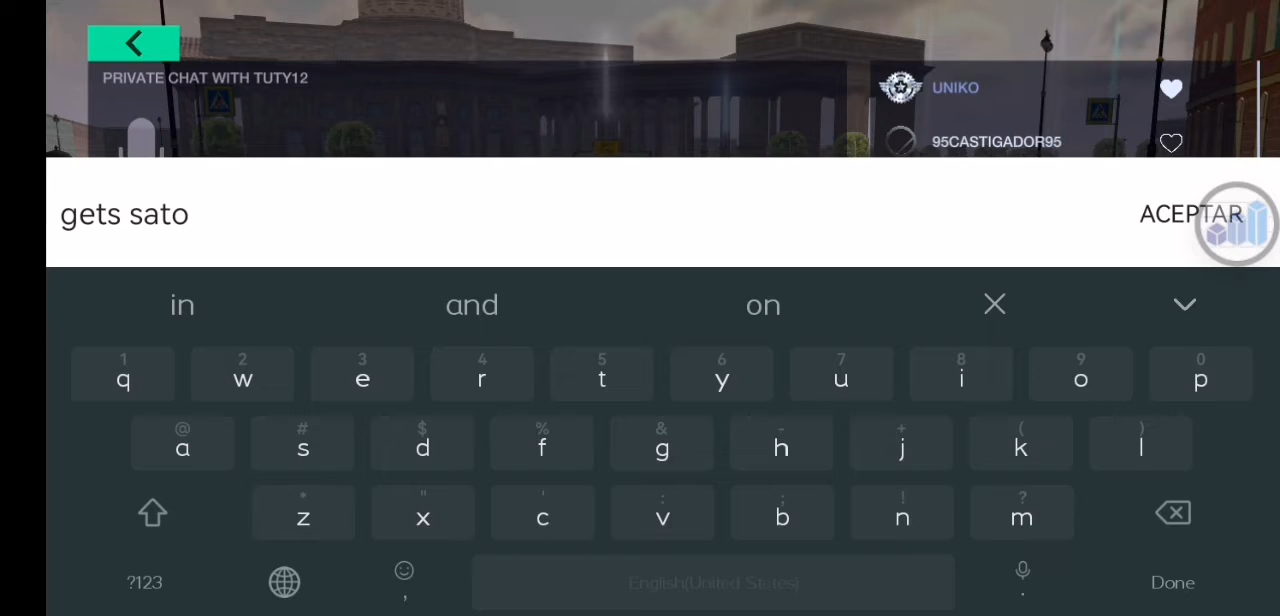 PRIVATE CHAT WITH TUTY12
UNIKO
95CASTIGADOR95
gets sato
ACEPTAR
in and on
1 2 3 4 5 6 7 8 9 0
q w e r t y u i o p
@ # $ % & - + ( )
a s d f g h j k l
* " ' : ; ! ?
z x c v b n m
?123 , English(United States) . Done